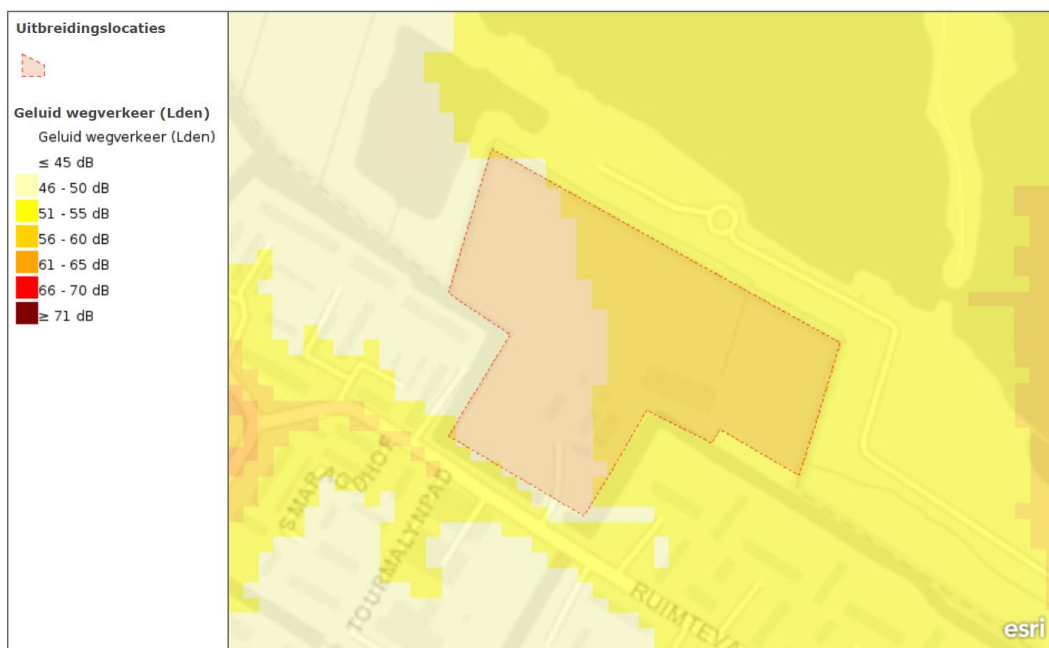 Uitbreidingslocaties
Geluid wegverkeer (Lden)
Geluid wegverkeer (Lden)
≤ 45 dB
46 - 50 dB
51 - 55 dB
56 - 60 dB
61 - 65 dB
66 - 70 dB
≥ 71 dB
TOURMALYNPAD
RUIMTEVA
esri